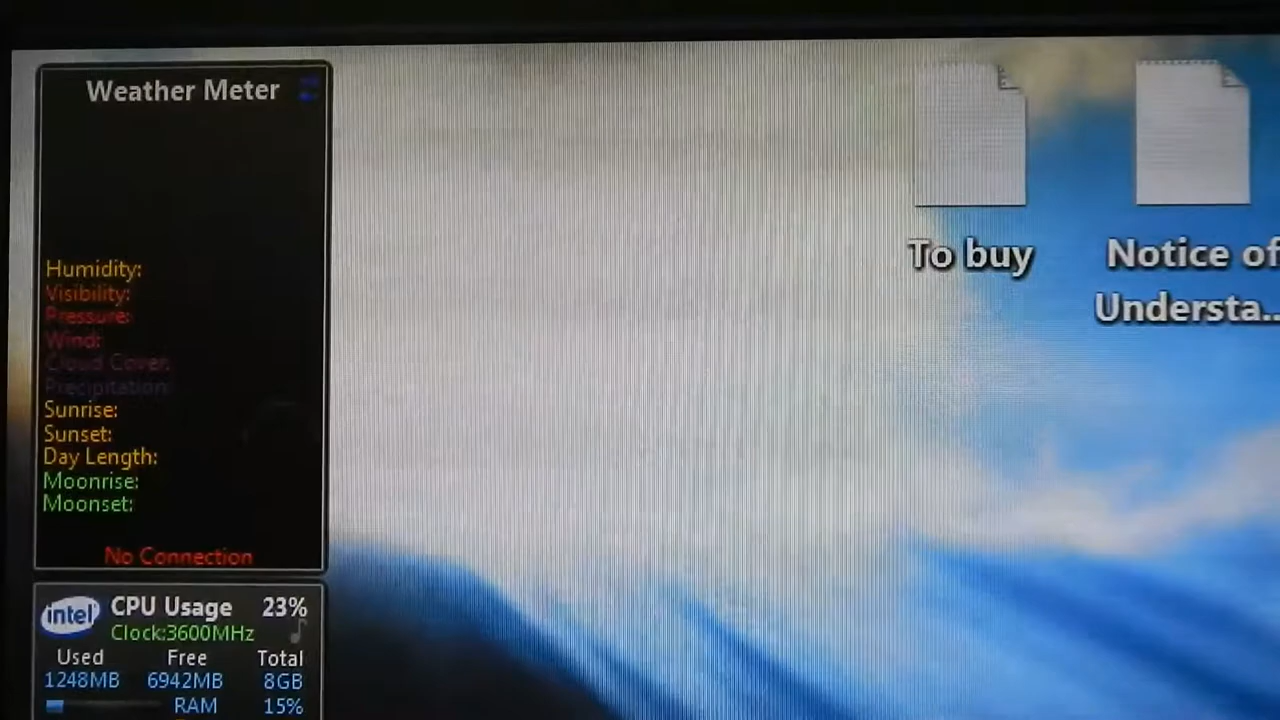 Weather Meter
Humidity:
Visibility:
Pressure:
Wind:
Cloud Cover:
Precipitation:
Sunrise:
Sunset:
Day Length:
Moonrise:
Moonset:
No Connection
intel CPU Usage 23%
Clock:3600MHz
Used Free Total
1248MB 6942MB 8GB
RAM 15%
To buy
Notice of
Understa..